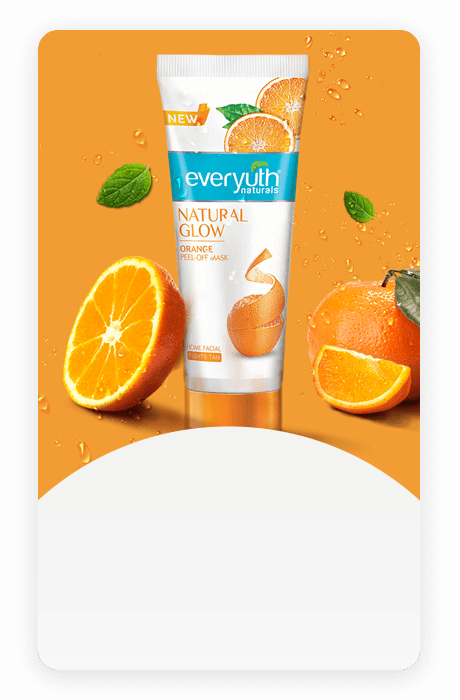 NEW
everyuth
naturals
NATURAL
GLOW
ORANGE
PEEL-OFF MASK
HOME FACIAL
FIGHTS TAN